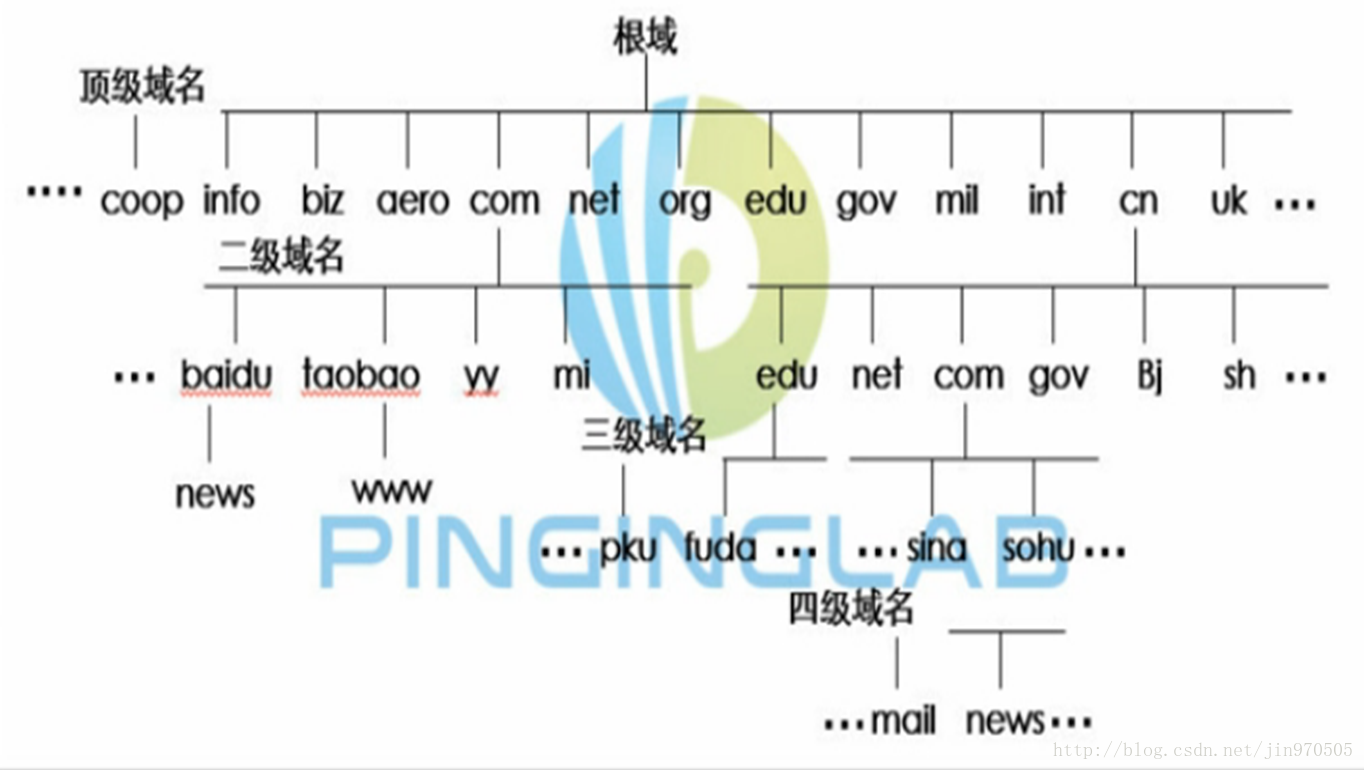 根域
顶级域名
.... coop info biz aero com net org edu gov mil int cn uk ...
二级域名
... baidu taobao yy mi edu net com gov Bj sh ...
三级域名
news www
... pku fuda ... ... sina sohu ...
PINGINGLAB
四级域名
... mail news ...
http://blog.csdn.net/jin970505